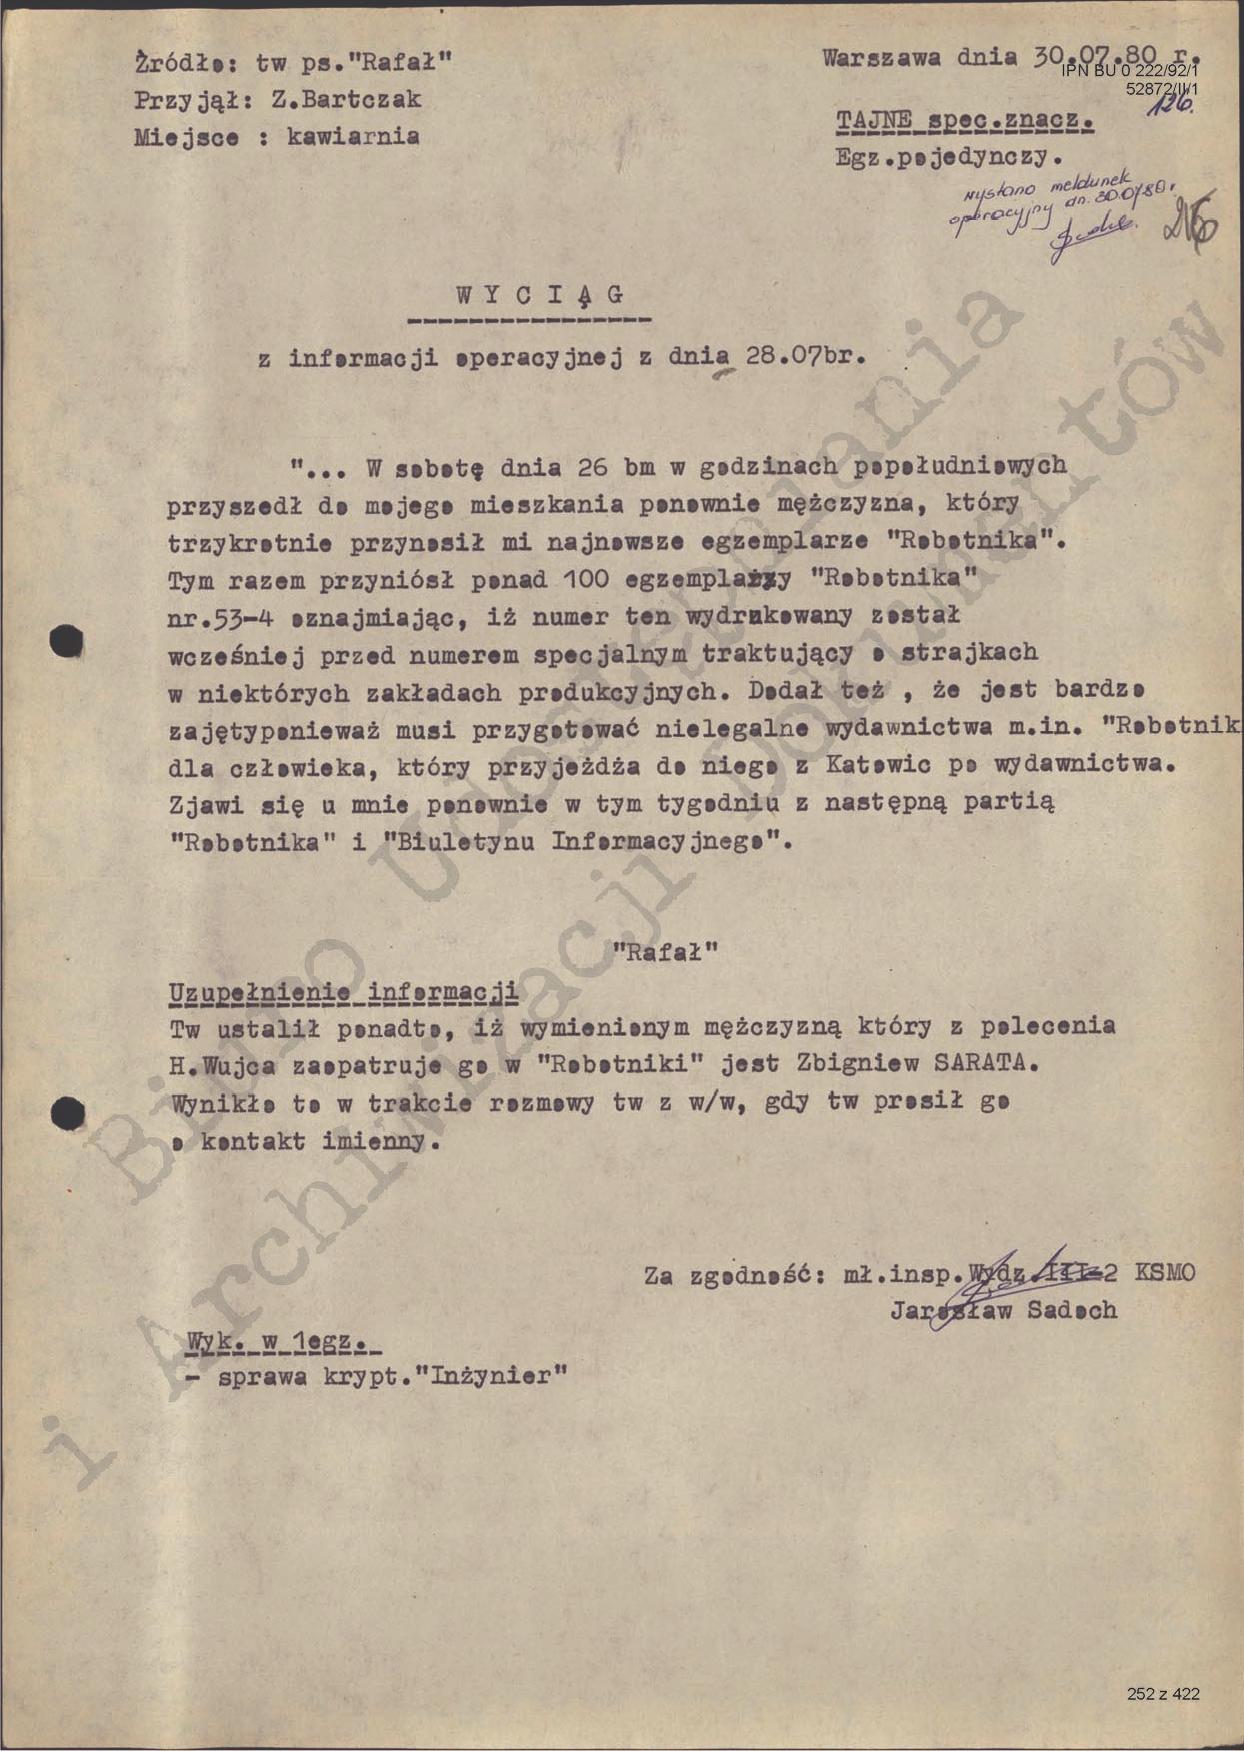 Źródło: tw ps."Rafał"
Przyjął: Z.Bartczak
Miejsce : kawiarnia
Warszawa dnia 30.07.80 r.
IPN BU 0 222/92/1
52872/II/1
126.
TAJNE spec.znacz.
Egz.pojedynczy.
wysłano meldunek
operacyjny dn. 30.07.80r.
W Y C I Ą G
z informacji operacyjnej z dnia 28.07br.
"... W sobotę dnia 26 bm w godzinach popołudniowych
przyszedł do mojego mieszkania ponownie mężczyzna, który
trzykrotnie przynosił mi najnowsze egzemplarze "Robotnika".
Tym razem przyniósł ponad 100 egzemplarzy "Robotnika"
nr.53-4 oznajmiając, iż numer ten wydrukowany został
wcześniej przed numerem specjalnym traktujący o strajkach
w niektórych zakładach produkcyjnych. Dodał też , że jest bardzo
zajętyponieważ musi przygotować nielegalne wydawnictwa m.in. "Robotnik
dla człowieka, który przyjeżdża do niego z Katowic po wydawnictwa.
Zjawi się u mnie ponownie w tym tygodniu z następną partią
"Robotnika" i "Biuletynu Informacyjnego".
"Rafał"
Uzupełnienie informacji
Tw ustalił ponadto, iż wymienionym mężczyzną który z polecenia
H.Wujca zaopatruje go w "Robotniki" jest Zbigniew SARATA.
Wynikło to w trakcie rozmowy tw z w/w, gdy tw prosił go
o kontakt imienny.
Za zgodność: mł.insp.Wydz.III-2 KSMO
Jarosław Sadoch
Wyk. w 1egz.
- sprawa krypt."Inżynier"
Biuro Udostępniania
i Archiwizacji Dokumentów
252 z 422